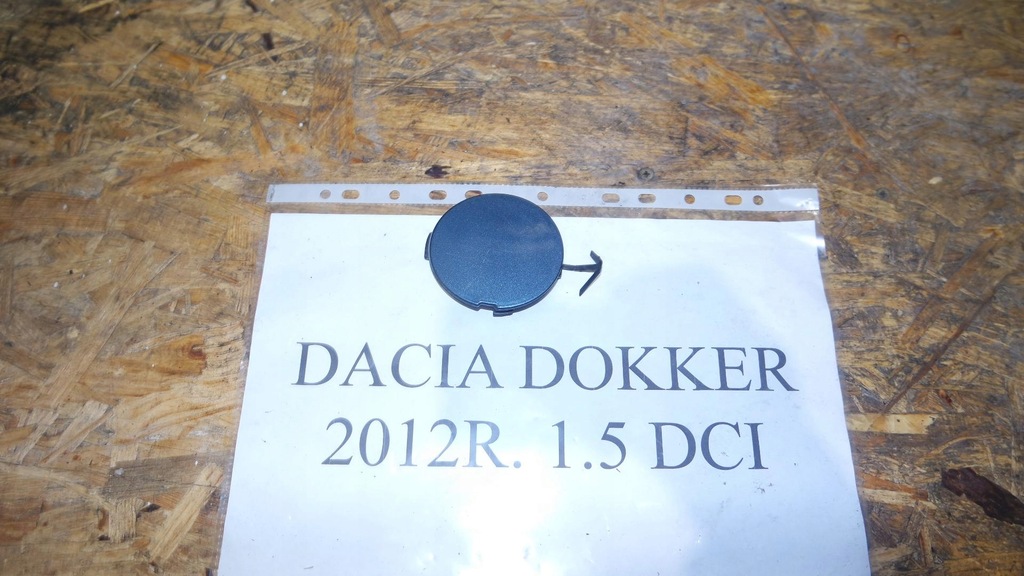 DACIA DOKKER
2012R. 1.5 DCI